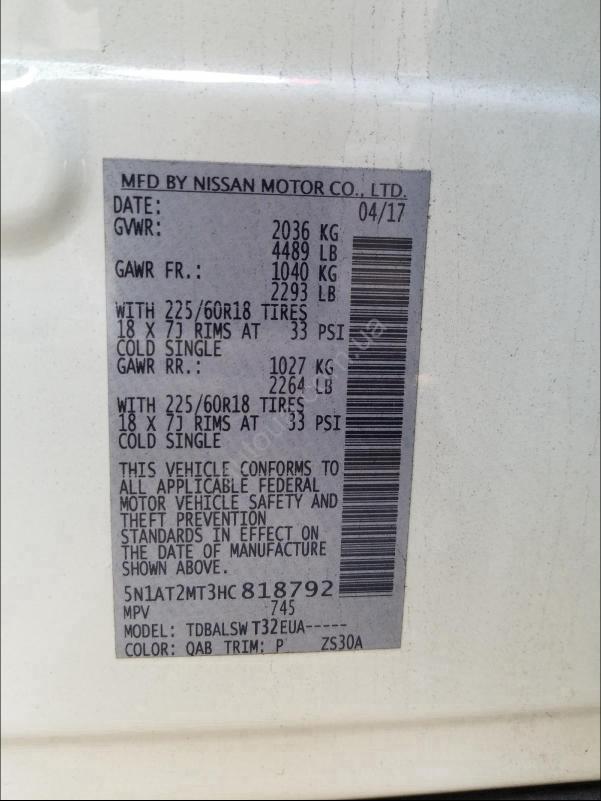 MFD BY NISSAN MOTOR CO., LTD.
DATE: 04/17
GVWR: 2036 KG
4489 LB
GAWR FR.: 1040 KG
2293 LB
WITH 225/60R18 TIRES
18 X 7J RIMS AT 33 PSI
COLD SINGLE
GAWR RR.: 1027 KG
2264 LB
WITH 225/60R18 TIRES
18 X 7J RIMS AT 33 PSI
COLD SINGLE
THIS VEHICLE CONFORMS TO
ALL APPLICABLE FEDERAL
MOTOR VEHICLE SAFETY AND
THEFT PREVENTION
STANDARDS IN EFFECT ON
THE DATE OF MANUFACTURE
SHOWN ABOVE.
5N1AT2MT3HC818792
MPV 745
MODEL: TDBALSWT32EUA-----
COLOR: QAB TRIM: P ZS30A